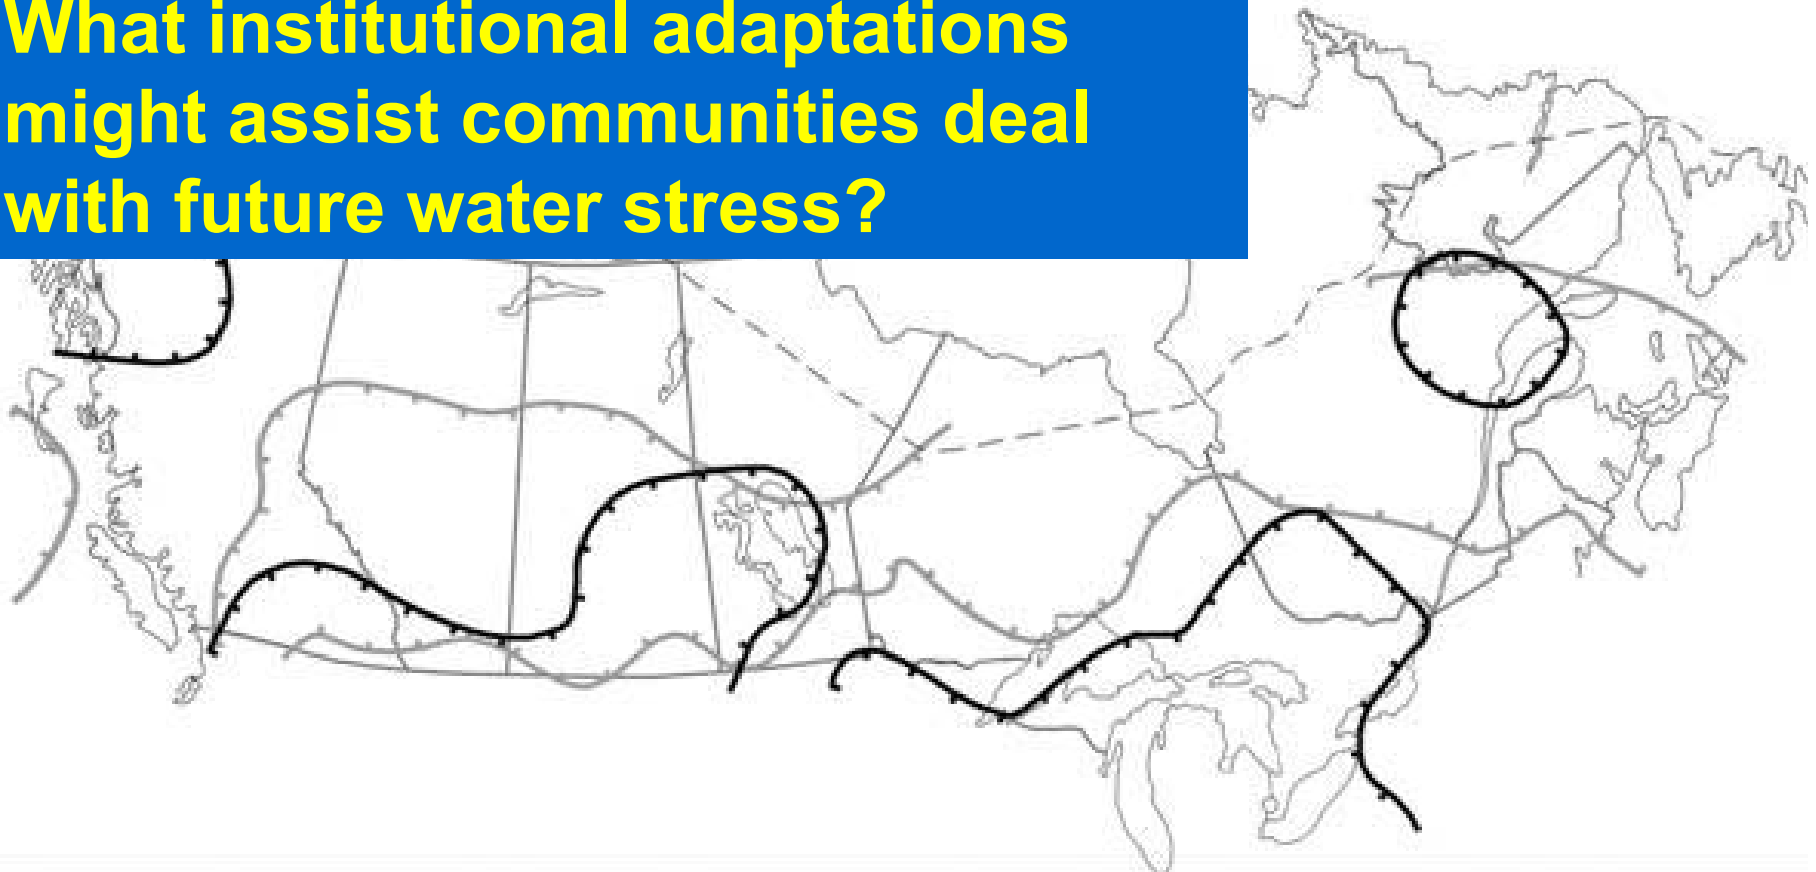 What institutional adaptations
might assist communities deal
with future water stress?